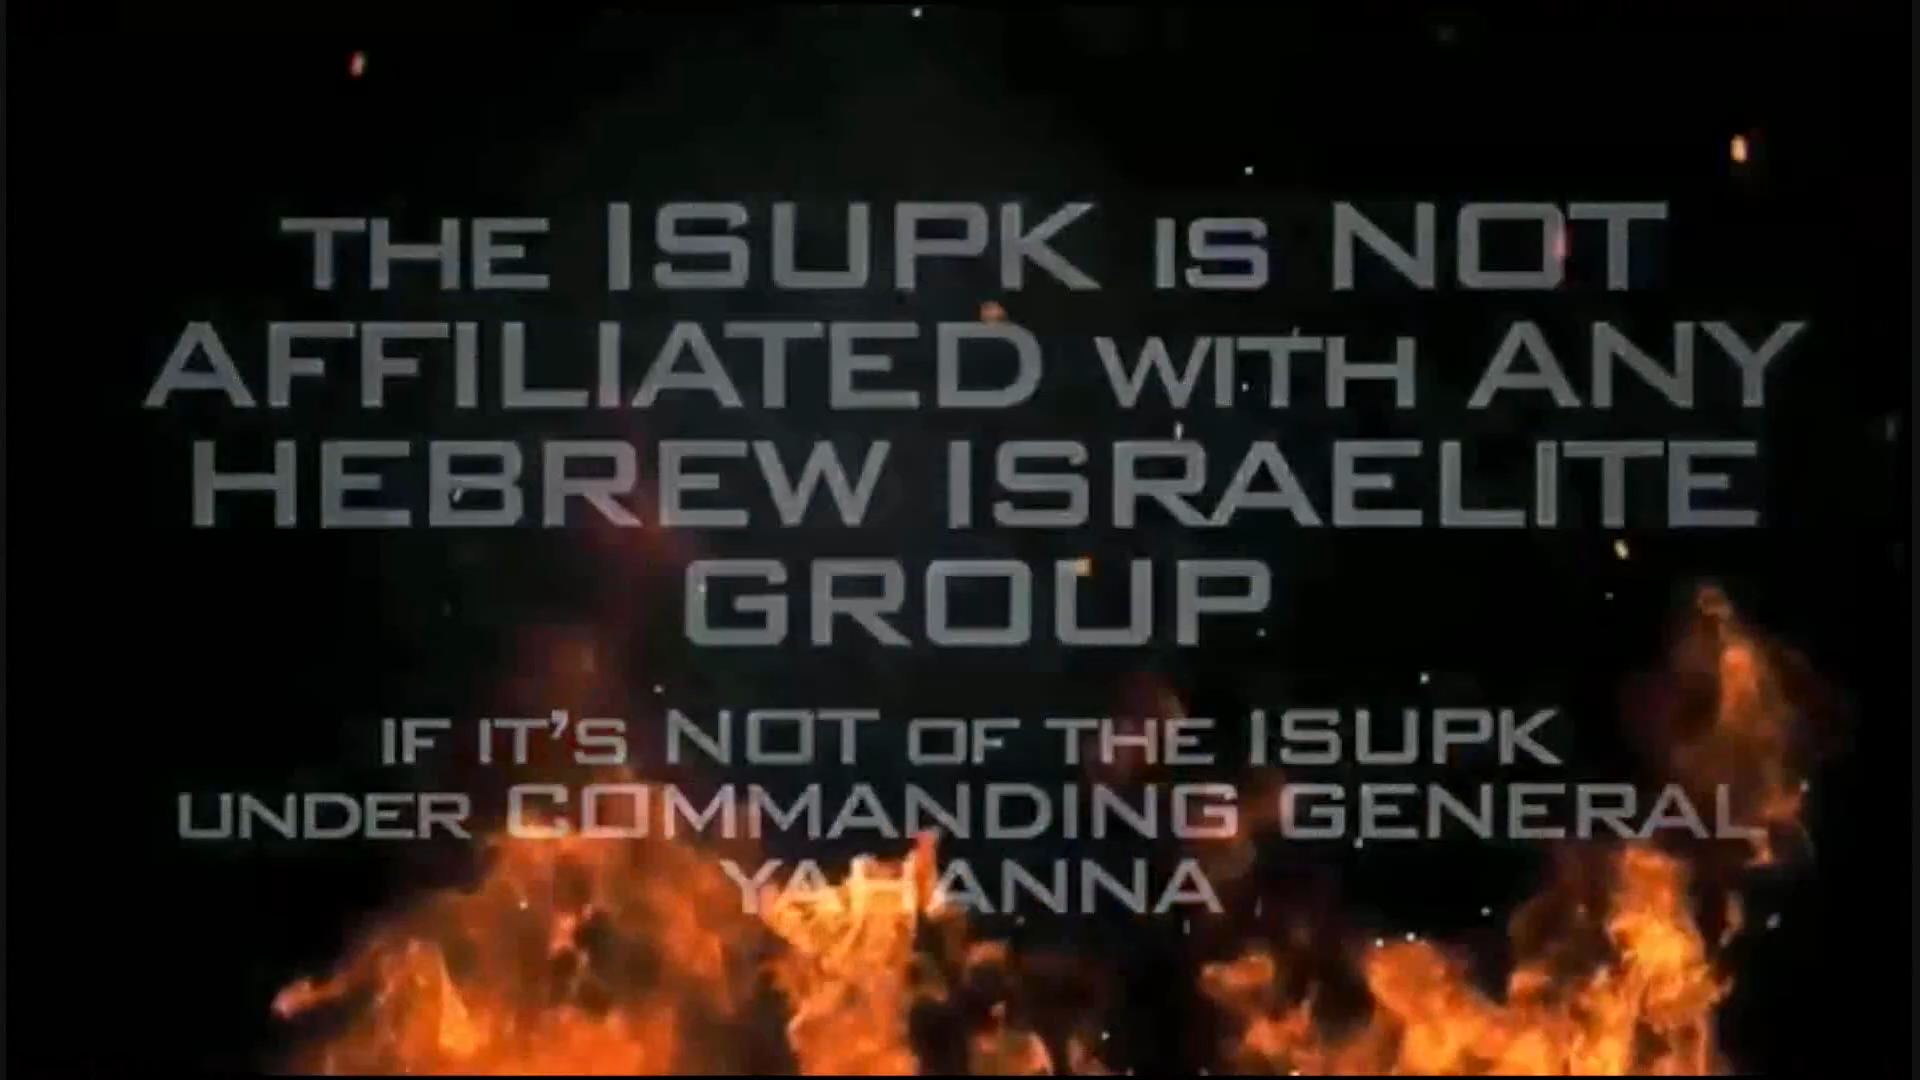 THE ISUPK IS NOT
AFFILIATED WITH ANY
HEBREW ISRAELITE
GROUP
IF IT'S NOT OF THE ISUPK
UNDER COMMANDING GENERAL
YAHANNA